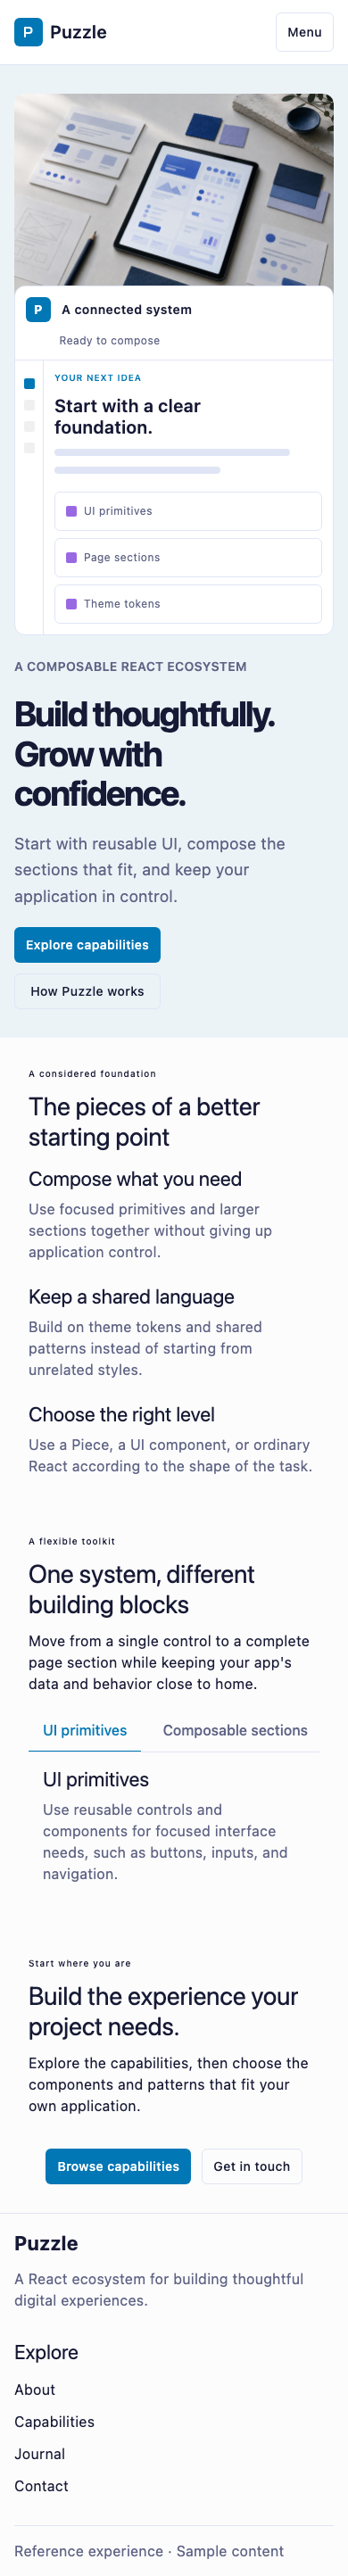 P Puzzle
Menu
P A connected system
Ready to compose
YOUR NEXT IDEA
Start with a clear
foundation.
UI primitives
Page sections
Theme tokens
A COMPOSABLE REACT ECOSYSTEM
Build thoughtfully.
Grow with
confidence.
Start with reusable UI, compose the
sections that fit, and keep your
application in control.
Explore capabilities
How Puzzle works
A considered foundation
The pieces of a better
starting point
Compose what you need
Use focused primitives and larger
sections together without giving up
application control.
Keep a shared language
Build on theme tokens and shared
patterns instead of starting from
unrelated styles.
Choose the right level
Use a Piece, a UI component, or ordinary
React according to the shape of the task.
A flexible toolkit
One system, different
building blocks
Move from a single control to a complete
page section while keeping your app's
data and behavior close to home.
UI primitives
Composable sections
UI primitives
Use reusable controls and
components for focused interface
needs, such as buttons, inputs, and
navigation.
Start where you are
Build the experience your
project needs.
Explore the capabilities, then choose the
components and patterns that fit your
own application.
Browse capabilities
Get in touch
Puzzle
A React ecosystem for building thoughtful
digital experiences.
Explore
About
Capabilities
Journal
Contact
Reference experience · Sample content